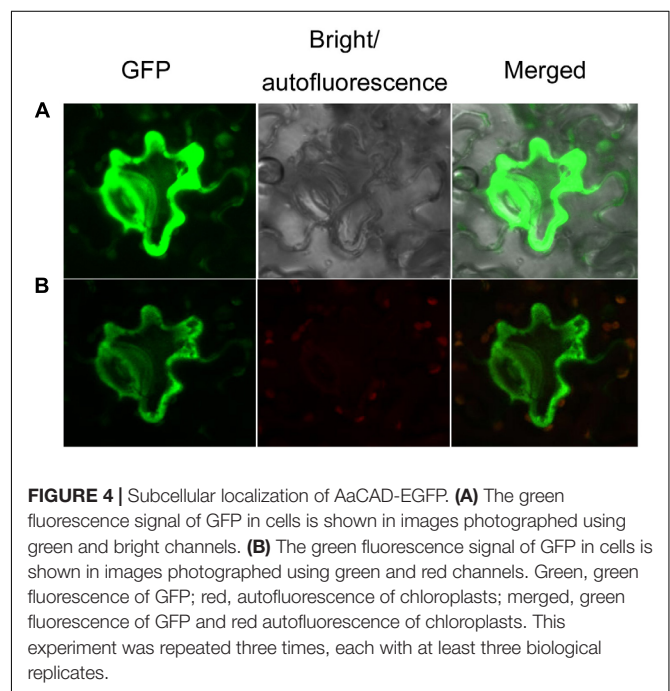 Bright/
GFP
autofluorescence
Merged
A
B
FIGURE 4 | Subcellular localization of AaCAD-EGFP. (A) The green
fluorescence signal of GFP in cells is shown in images photographed using
green and bright channels. (B) The green fluorescence signal of GFP in cells is
shown in images photographed using green and red channels. Green, green
fluorescence of GFP; red, autofluorescence of chloroplasts; merged, green
fluorescence of GFP and red autofluorescence of chloroplasts. This
experiment was repeated three times, each with at least three biological
replicates.